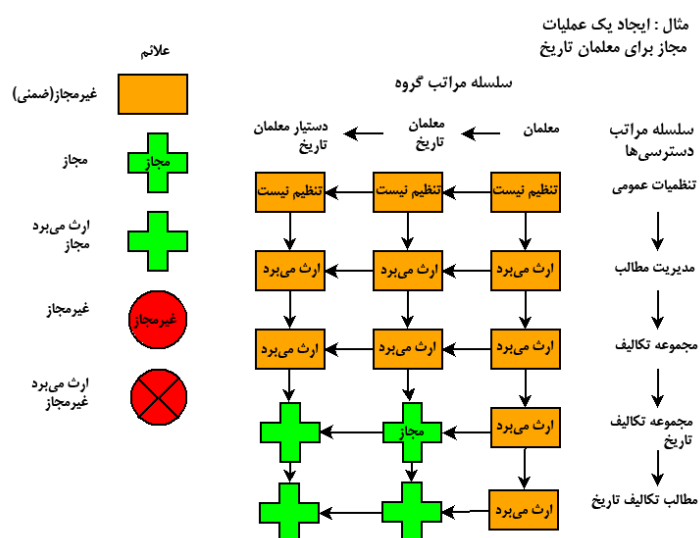 مثال : ایجاد یک عملیات
مجاز برای معلمان تاریخ
علائم
سلسله مراتب گروه
غیرمجاز(ضمنی)
سلسله مراتب
دسترسی‌ها
معلمان
معلمان
تاریخ
دستیار معلمان
تاریخ
مجاز
مجاز
تنظمیات عمومی
تنظیم نیست
تنظیم نیست
تنظیم نیست
ارث می‌برد
مجاز
مدیریت مطالب
ارث می‌برد
ارث می‌برد
ارث می‌برد
غیرمجاز
غیرمجاز
مجموعه تکالیف
ارث می‌برد
ارث می‌برد
ارث می‌برد
ارث می‌برد
غیرمجاز
مجموعه تکالیف
تاریخ
ارث می‌برد
مجاز
مطالب تکالیف تاریخ
ارث می‌برد